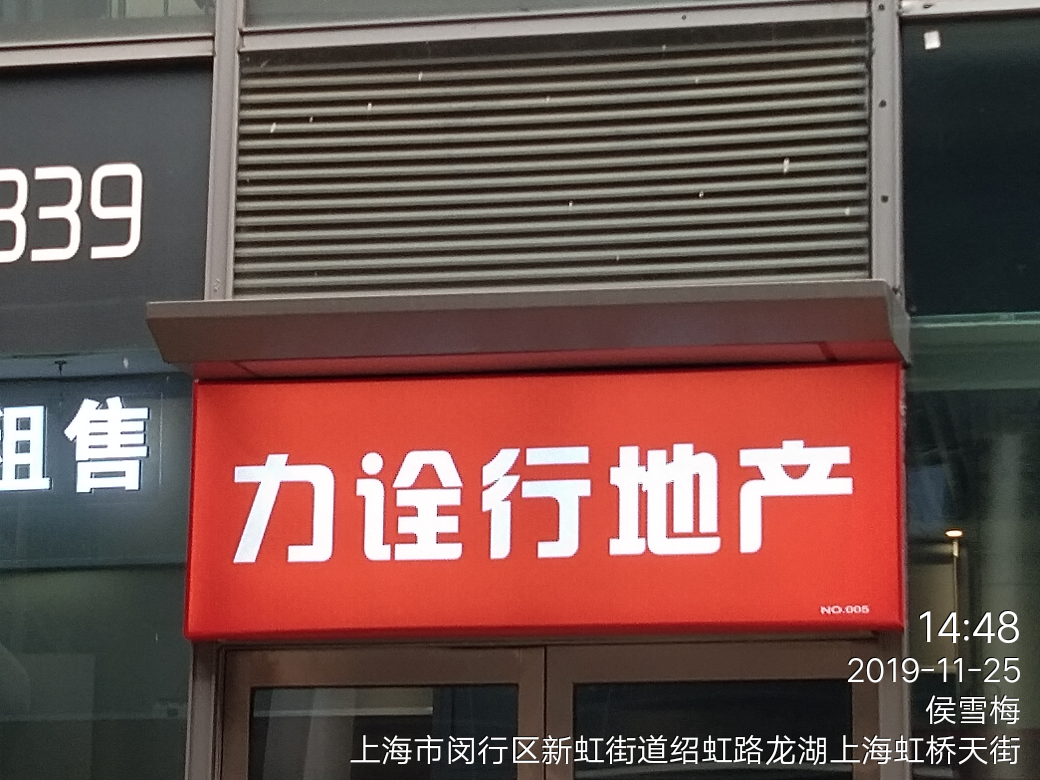 339
租售
力诠行地产
NO.005
14:48
2019-11-25
侯雪梅
上海市闵行区新虹街道绍虹路龙湖上海虹桥天街